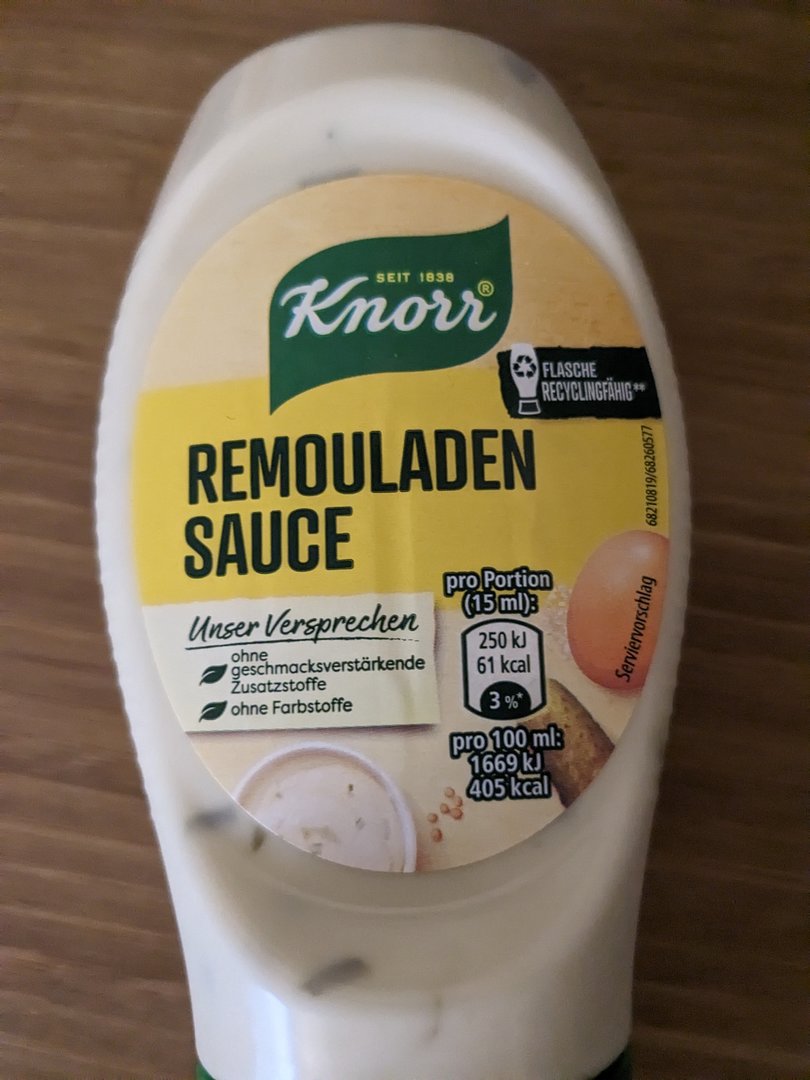 SEIT 1838
Knorr®
FLASCHE
RECYCLINGFÄHIG**
REMOULADEN
SAUCE
68210819/68260577
Unser Versprechen
ohne
geschmacksverstärkende
Zusatzstoffe
ohne Farbstoffe
pro Portion
(15 ml):
250 kJ
61 kcal
3 %*
pro 100 ml:
1669 kJ
405 kcal
Serviervorschlag